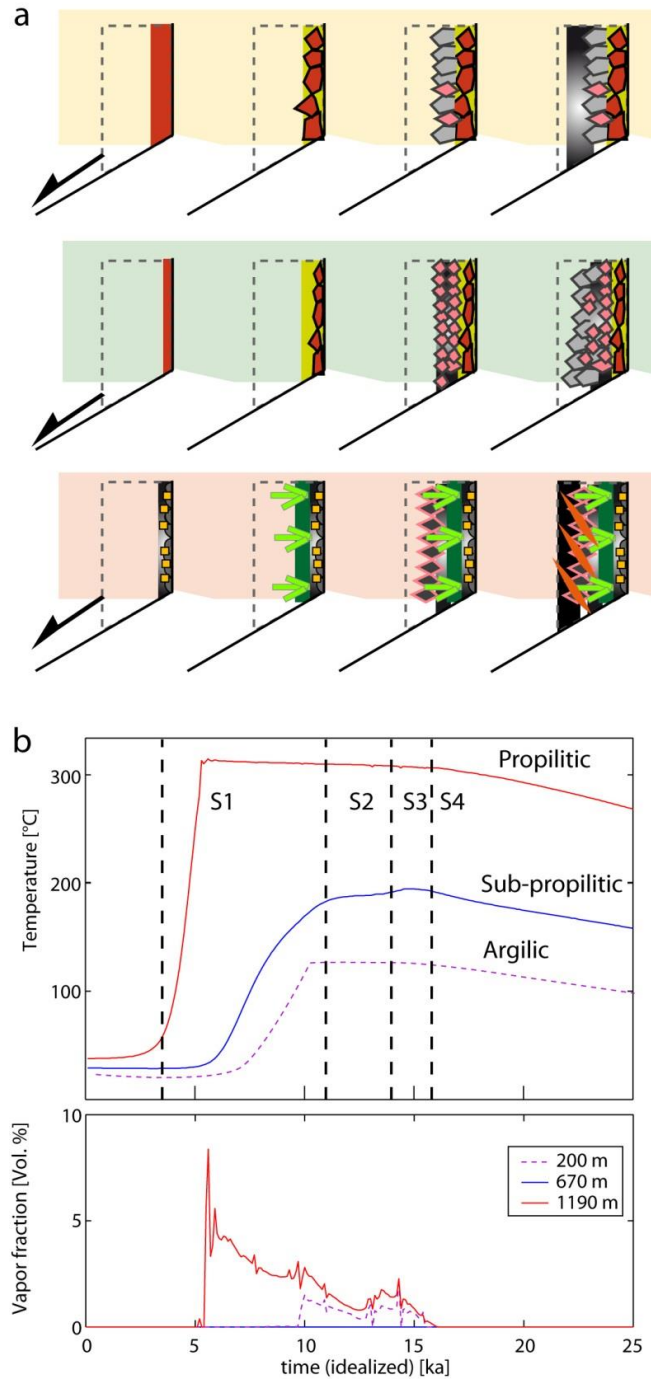 a
b
300
200
100
Temperature [°C]
Propilitic
S1
S2
S3
S4
Sub-propilitic
Argilic
10
5
0
Vapor fraction [Vol. %]
200 m
670 m
1190 m
0
5
10
15
20
25
time (idealized) [ka]